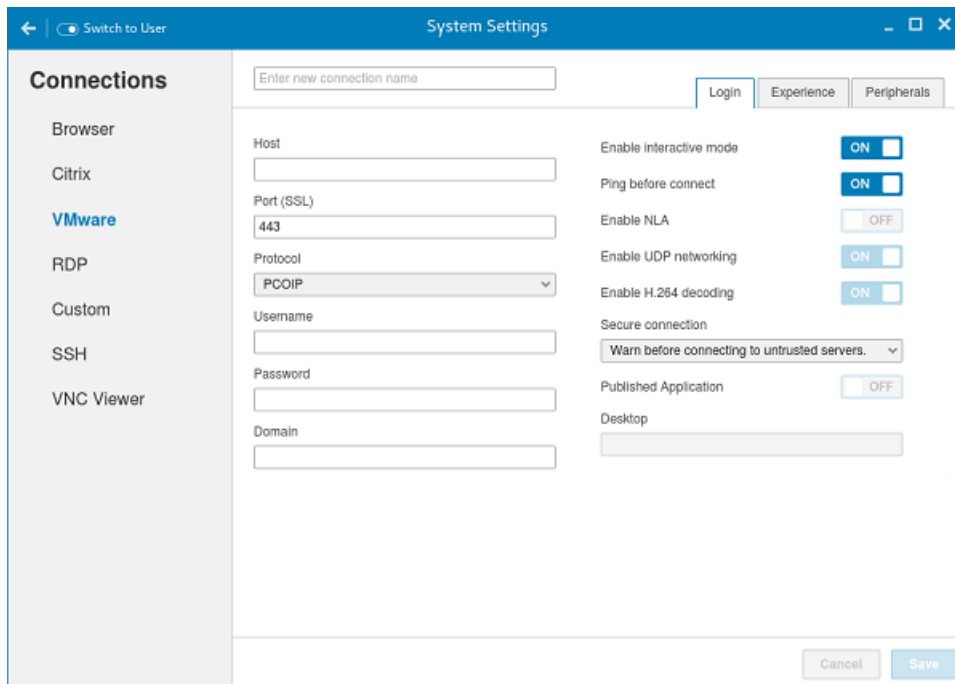 Switch to User
System Settings
Connections
Browser
Citrix
VMware
RDP
Custom
SSH
VNC Viewer
Enter new connection name
Login
Experience
Peripherals
Host
Port (SSL)
443
Protocol
PCOIP
Username
Password
Domain
Enable interactive mode
ON
Ping before connect
ON
Enable NLA
OFF
Enable UDP networking
ON
Enable H.264 decoding
ON
Secure connection
Warn before connecting to untrusted servers.
Published Application
OFF
Desktop
Cancel
Save